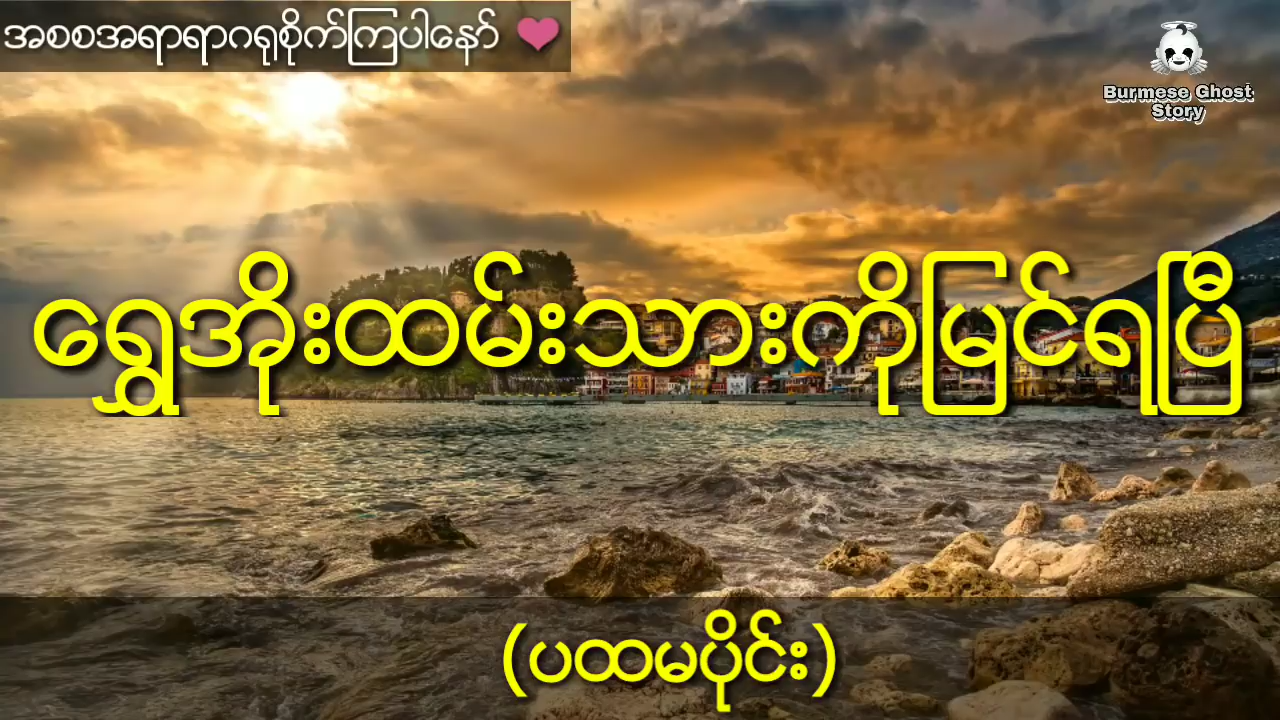 အစစအရာရာဂရုစိုက်ကြပါနော် ❤
Burmese Ghost
Story
ရွှေအိုးထမ်းသားကိုမြင်ရပြီ
(ပထမပိုင်း)